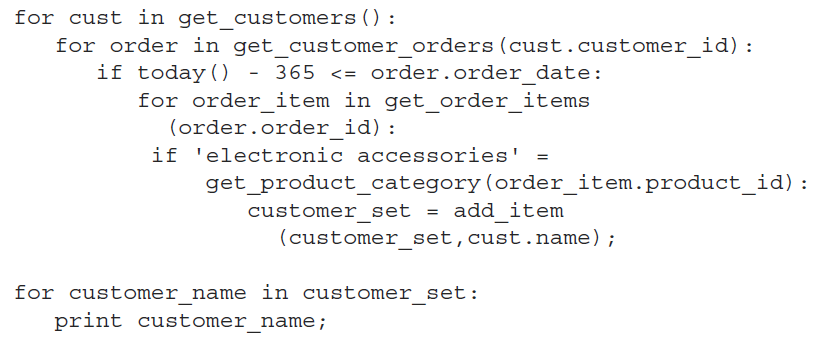 for cust in get_customers():
   for order in get_customer_orders(cust.customer_id):
      if today() - 365 <= order.order_date:
         for order_item in get_order_items
           (order.order_id):
          if 'electronic accessories' =
              get_product_category(order_item.product_id):
                 customer_set = add_item
                   (customer_set,cust.name);

for customer_name in customer_set:
   print customer_name;